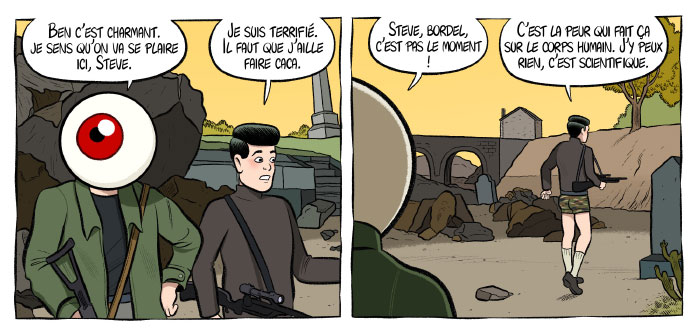 BEN C'EST CHARMANT.
JE SENS QU'ON VA SE PLAIRE
ICI, STEVE.
JE SUIS TERRIFIÉ.
IL FAUT QUE J'AILLE
FAIRE CACA.
STEVE, BORDEL,
C'EST PAS LE MOMENT
!
C'EST LA PEUR QUI FAIT ÇA
SUR LE CORPS HUMAIN. J'Y PEUX
RIEN, C'EST SCIENTIFIQUE.